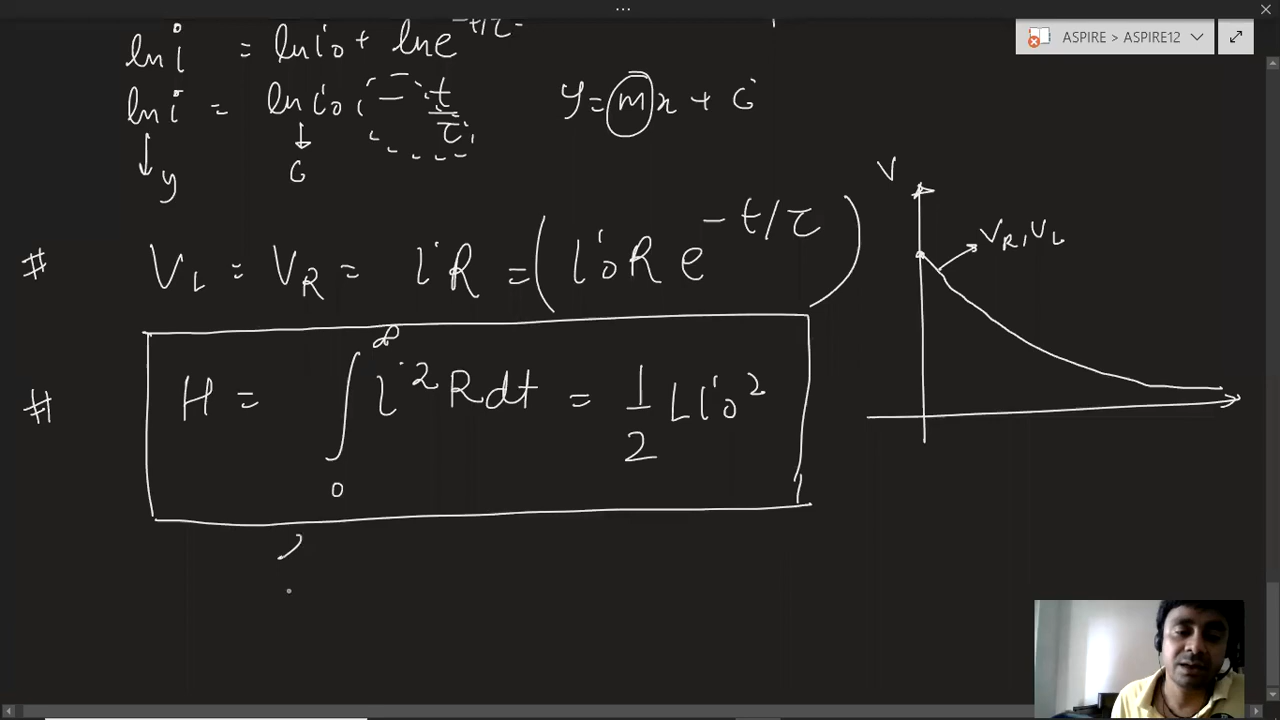 ASPIRE > ASPIRE12
ln i = ln i₀ + ln e^-t/τ
ln i = ln i₀ - t/τ y = mx + c
y c
# V_L = V_R = iR = (i₀R e^-t/τ)
V
V_R, V_L
# H = ∫₀^∞ i²R dt = 1/2 L i₀²